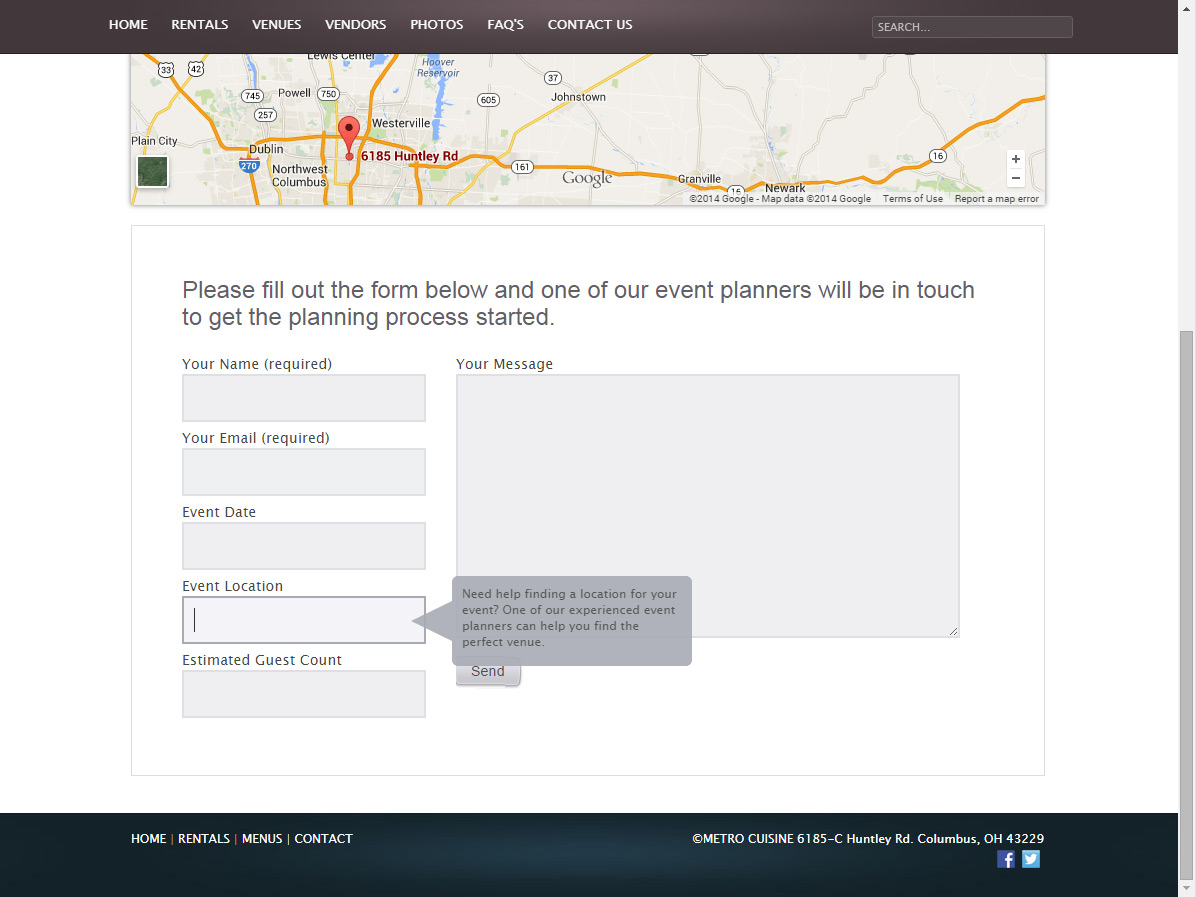 HOME RENTALS VENUES VENDORS PHOTOS FAQ'S CONTACT US SEARCH...
Lewis Center
33 42
Hoover
Reservoir
37
745 Powell 750
605 Johnstown
257
Westerville
Plain City
Dublin
6185 Huntley Rd
16
270
Northwest
Columbus
161
Google
Granville
+
−
16
Newark
©2014 Google - Map data ©2014 Google Terms of Use Report a map error
Please fill out the form below and one of our event planners will be in touch
to get the planning process started.
Your Name (required)
Your Email (required)
Event Date
Event Location
Estimated Guest Count
Your Message
Need help finding a location for your
event? One of our experienced event
planners can help you find the
perfect venue.
Send
HOME | RENTALS | MENUS | CONTACT
©METRO CUISINE 6185-C Huntley Rd. Columbus, OH 43229